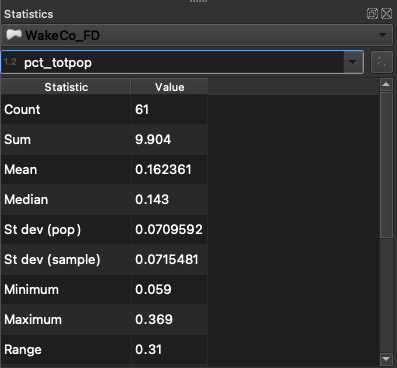 Statistics
WakeCo_FD
1.2 pct_totpop
Statistic Value
Count 61
Sum 9.904
Mean 0.162361
Median 0.143
St dev (pop) 0.0709592
St dev (sample) 0.0715481
Minimum 0.059
Maximum 0.369
Range 0.31